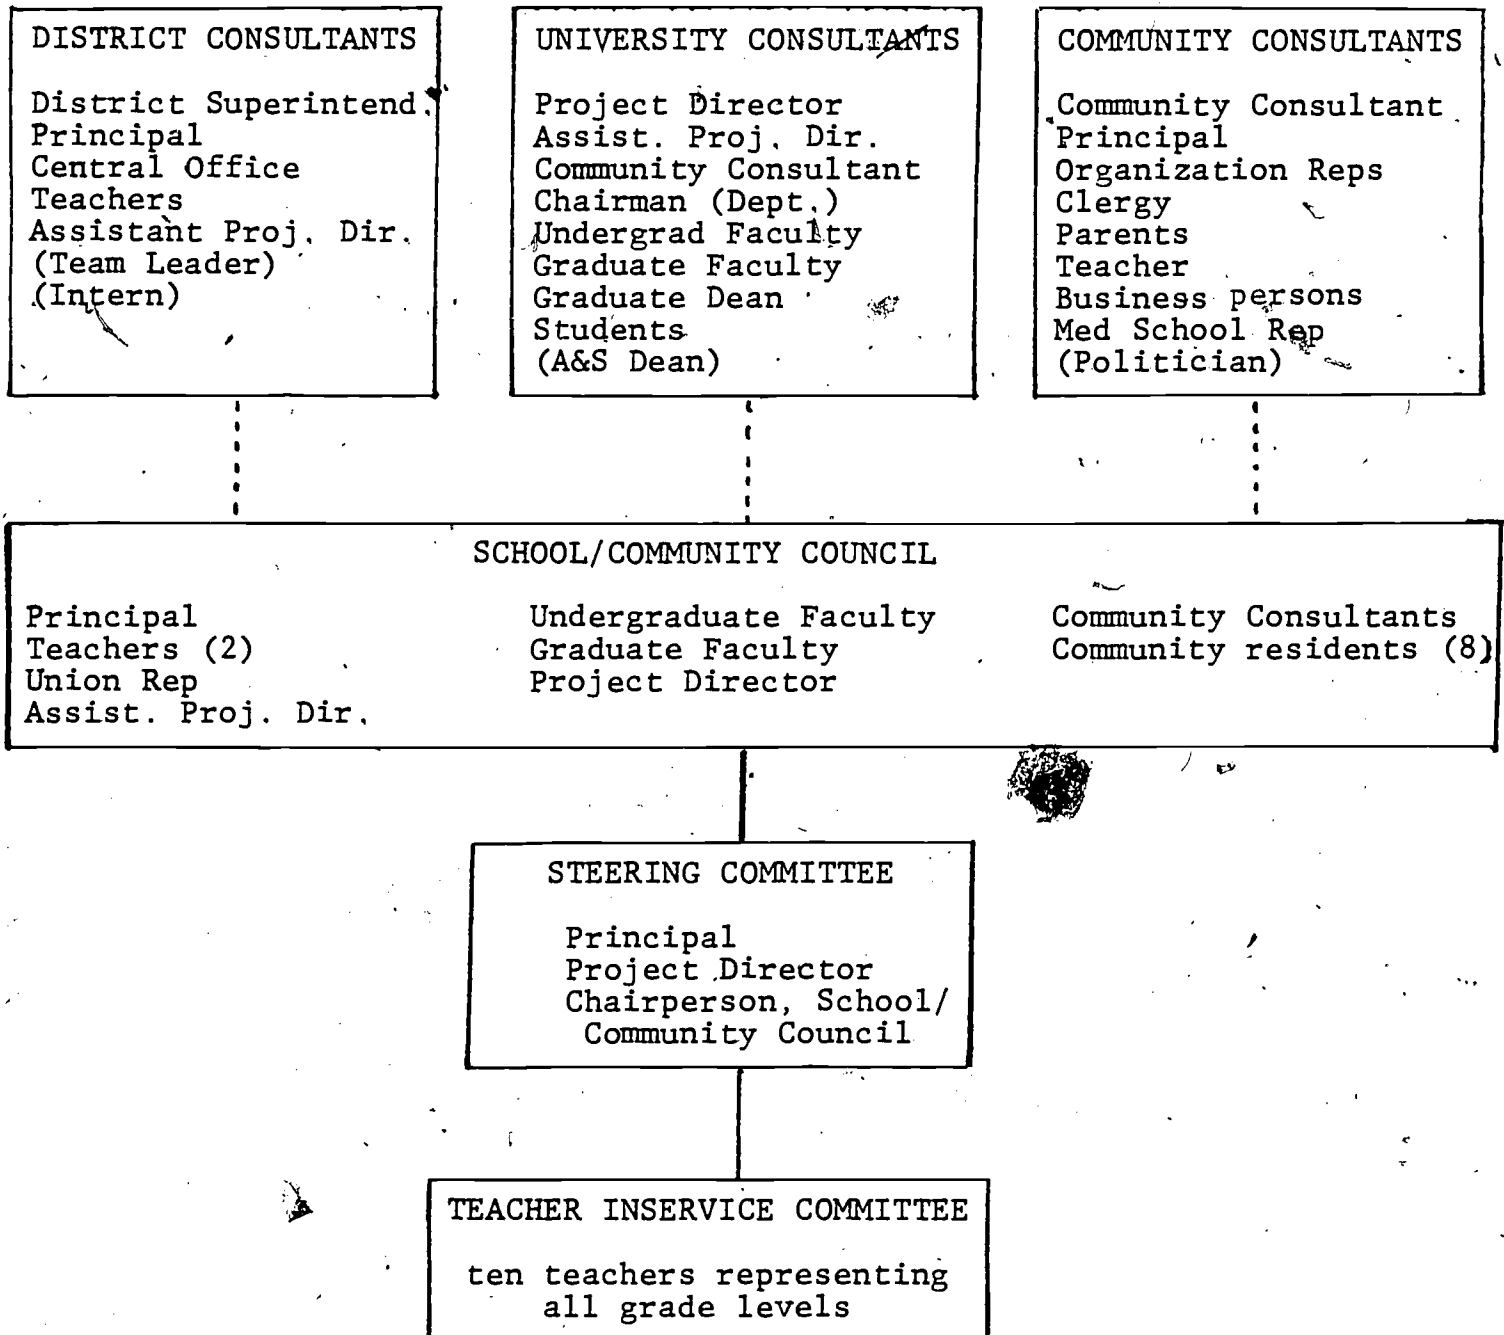 DISTRICT CONSULTANTS
District Superintend.
Principal
Central Office
Teachers
Assistant Proj. Dir.
(Team Leader)
(Intern)
UNIVERSITY CONSULTANTS
Project Director
Assist. Proj. Dir.
Community Consultant
Chairman (Dept.)
Undergrad Faculty
Graduate Faculty
Graduate Dean
Students
(A&S Dean)
COMMUNITY CONSULTANTS
Community Consultant
Principal
Organization Reps
Clergy
Parents
Teacher
Business persons
Med School Rep
(Politician)
SCHOOL/COMMUNITY COUNCIL
Principal
Teachers (2)
Union Rep
Assist. Proj. Dir.
Undergraduate Faculty
Graduate Faculty
Project Director
Community Consultants
Community residents (8)
STEERING COMMITTEE
Principal
Project Director
Chairperson, School/
Community Council
TEACHER INSERVICE COMMITTEE
ten teachers representing
all grade levels